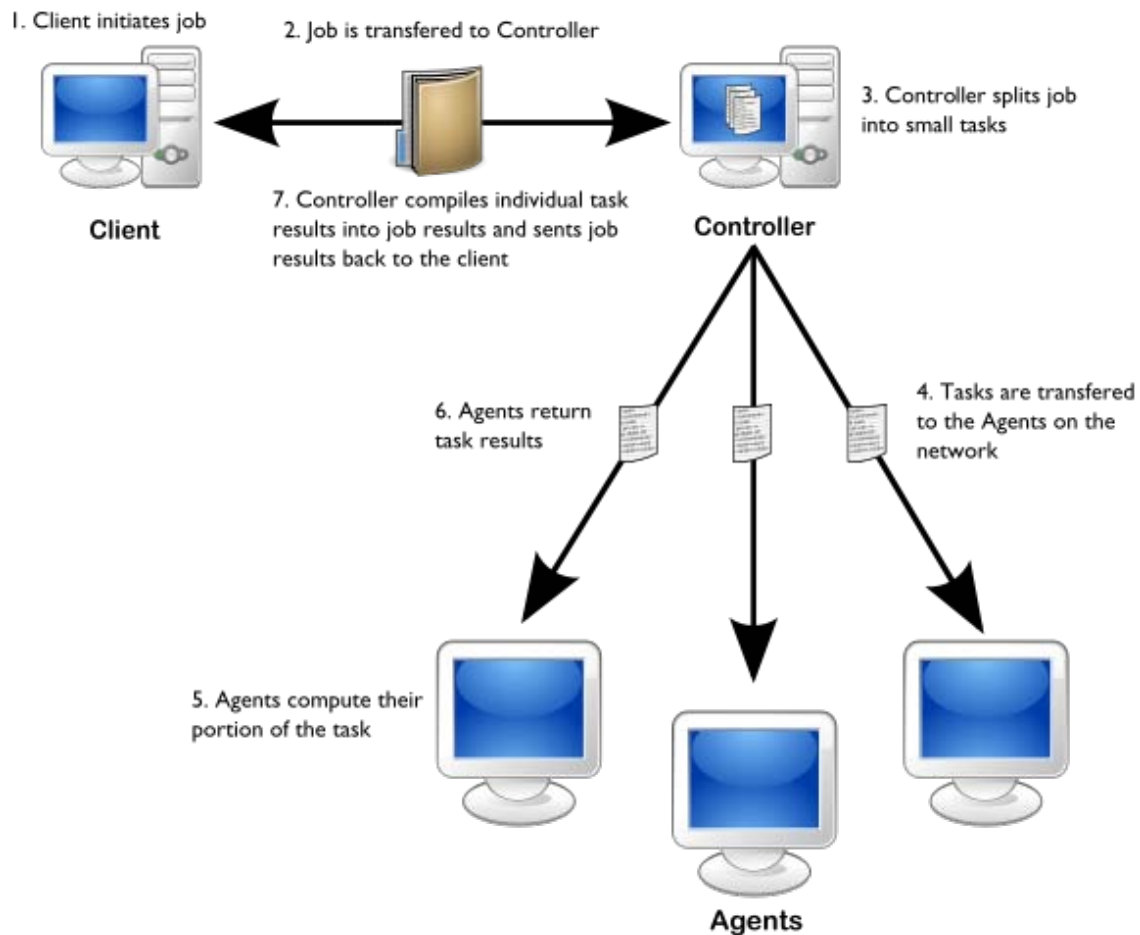 1. Client initiates job
2. Job is transfered to Controller
3. Controller splits job
into small tasks
Client
7. Controller compiles individual task
results into job results and sents job
results back to the client
Controller
6. Agents return
task results
4. Tasks are transfered
to the Agents on the
network
5. Agents compute their
portion of the task
Agents